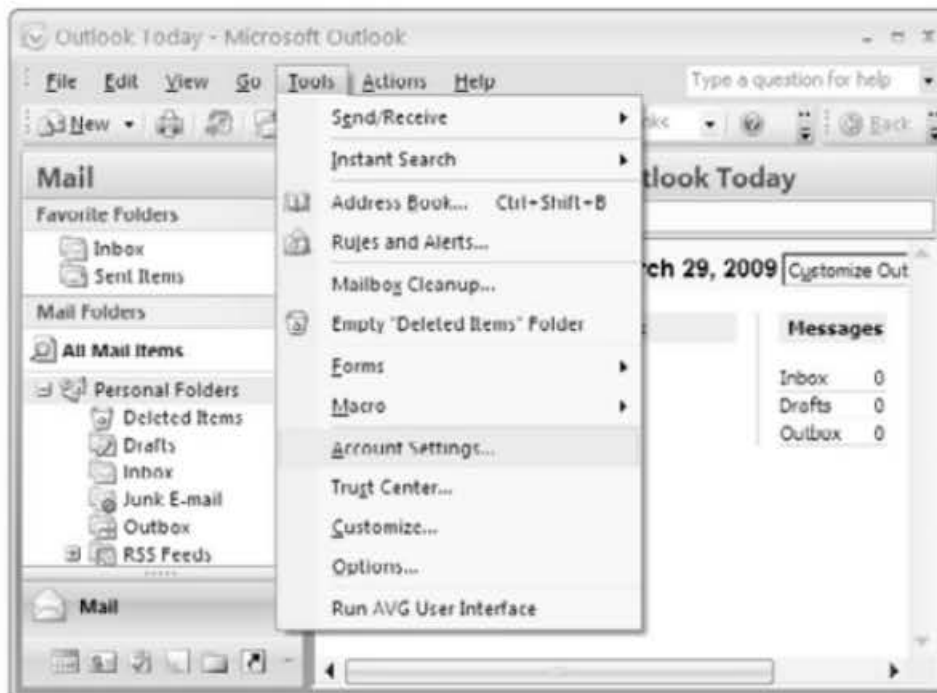 Outlook Today - Microsoft Outlook
File Edit View Go Tools Actions Help
Type a question for help
New
Back
Mail
Favorite Folders
Inbox
Sent Items
Mail Folders
All Mail Items
Personal Folders
Deleted Items
Drafts
Inbox
Junk E-mail
Outbox
RSS Feeds
Mail
Send/Receive
Instant Search
Address Book... Ctrl+Shift+B
Rules and Alerts...
Mailbox Cleanup...
Empty "Deleted Items" Folder
Forms
Macro
Account Settings...
Trust Center...
Customize...
Options...
Run AVG User Interface
tlook Today
rch 29, 2009 Customize Out
Messages
Inbox 0
Drafts 0
Outbox 0